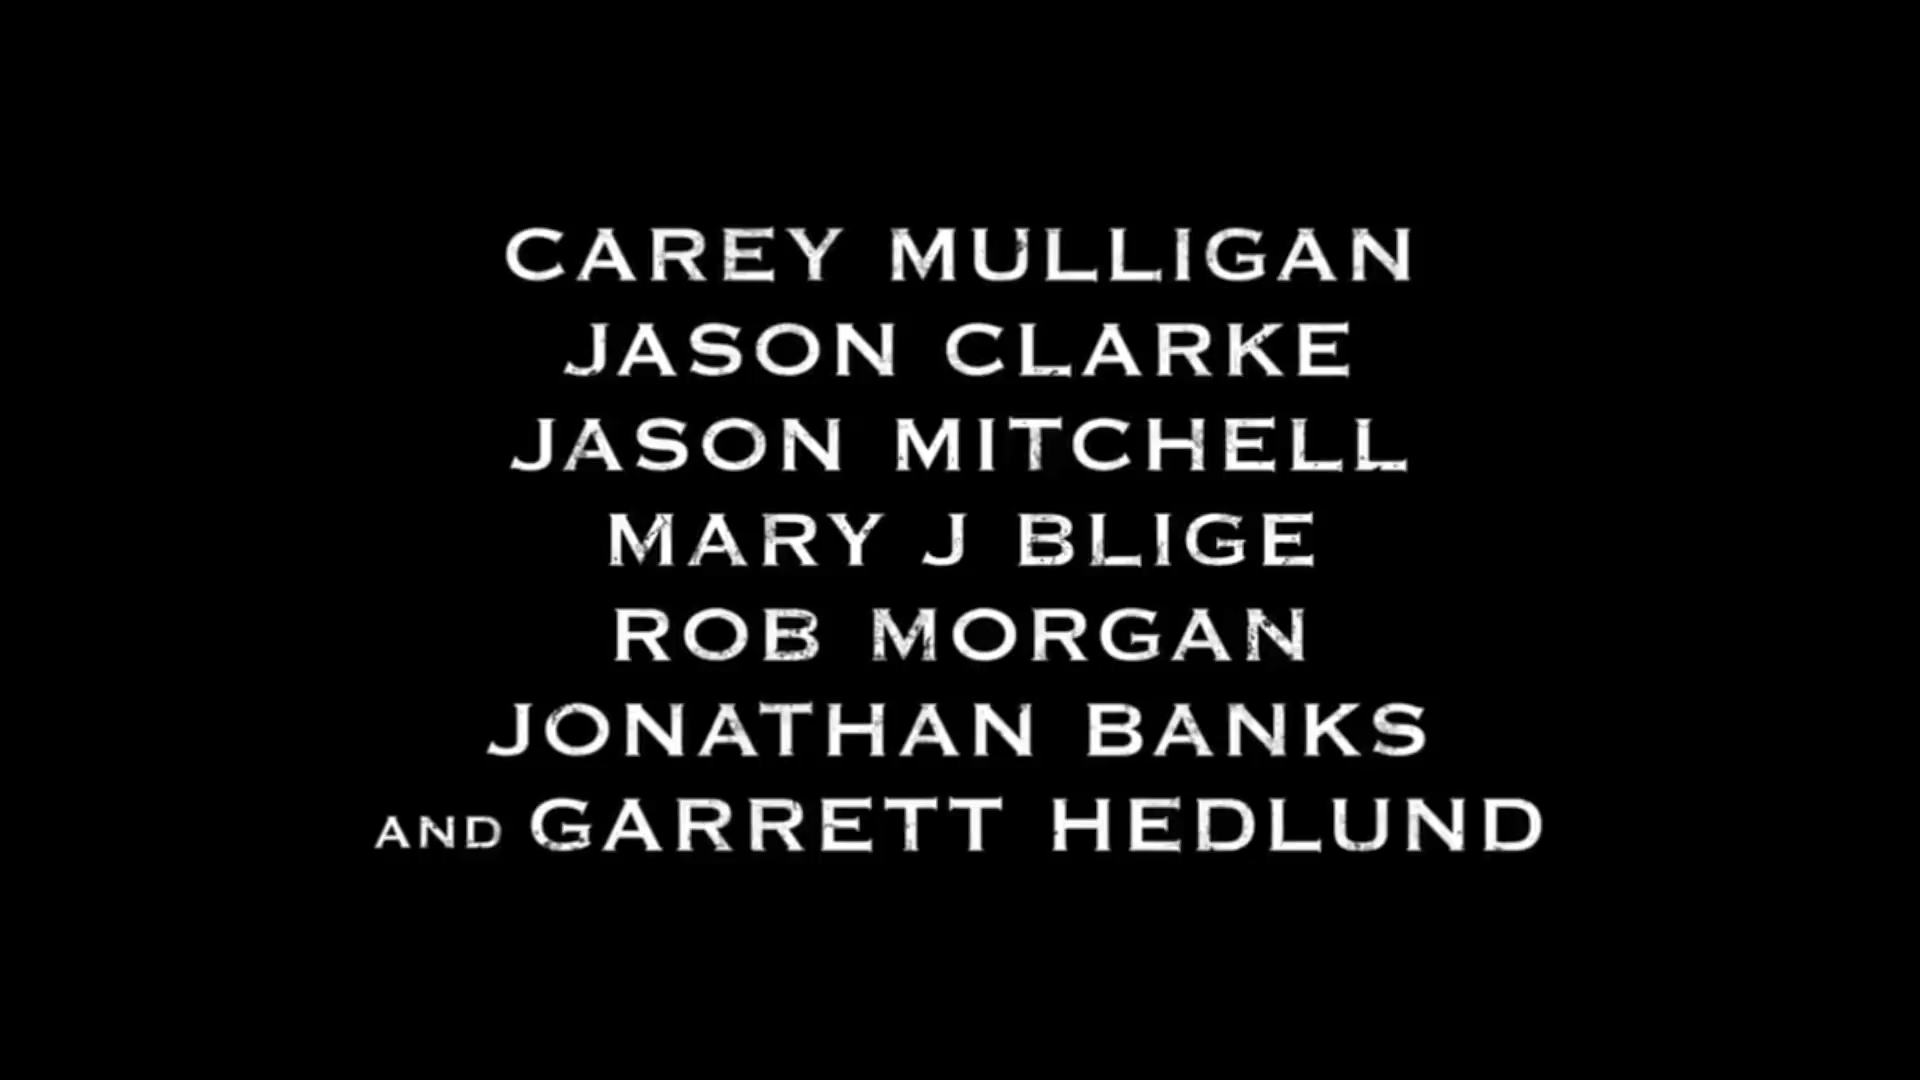 CAREY MULLIGAN
JASON CLARKE
JASON MITCHELL
MARY J BLIGE
ROB MORGAN
JONATHAN BANKS
AND GARRETT HEDLUND